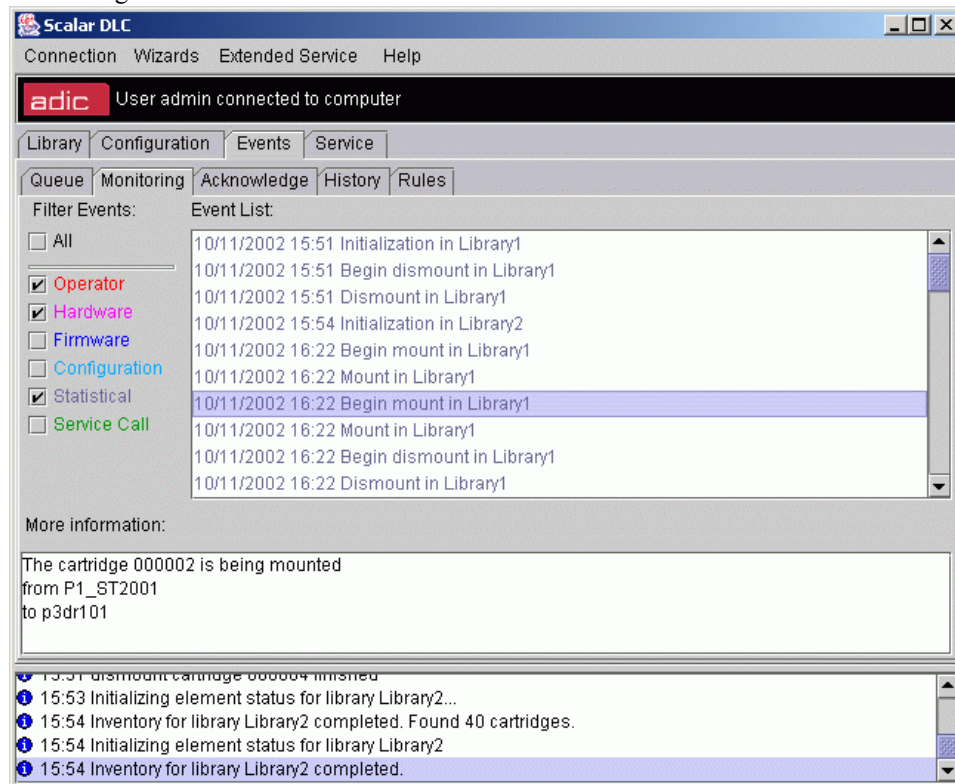 Scalar DLC
Connection Wizards Extended Service Help
adic User admin connected to computer
Library Configuration Events Service
Queue Monitoring Acknowledge History Rules
Filter Events: Event List:
All
Operator
Hardware
Firmware
Configuration
Statistical
Service Call
10/11/2002 15:51 Initialization in Library1
10/11/2002 15:51 Begin dismount in Library1
10/11/2002 15:51 Dismount in Library1
10/11/2002 15:54 Initialization in Library2
10/11/2002 16:22 Begin mount in Library1
10/11/2002 16:22 Mount in Library1
10/11/2002 16:22 Begin mount in Library1
10/11/2002 16:22 Mount in Library1
10/11/2002 16:22 Begin dismount in Library1
10/11/2002 16:22 Dismount in Library1
More information:
The cartridge 000002 is being mounted
from P1_ST2001
to p3dr101
15:51 dismount cartridge 000004 finished
15:53 Initializing element status for library Library2...
15:54 Inventory for library Library2 completed. Found 40 cartridges.
15:54 Initializing element status for library Library2
15:54 Inventory for library Library2 completed.